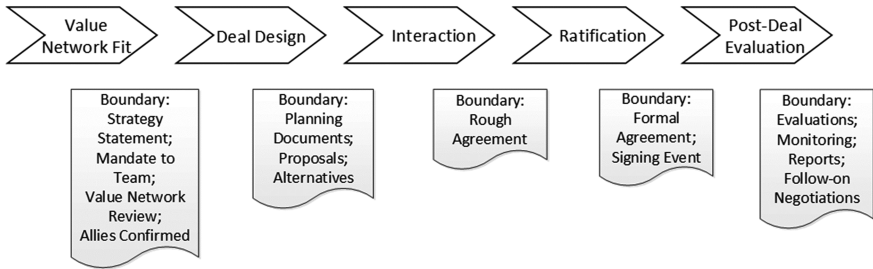 Value
Network Fit
Deal Design
Interaction
Ratification
Post-Deal
Evaluation
Boundary:
Strategy
Statement;
Mandate to
Team;
Value Network
Review;
Allies Confirmed
Boundary:
Planning
Documents;
Proposals;
Alternatives
Boundary:
Rough
Agreement
Boundary:
Formal
Agreement;
Signing Event
Boundary:
Evaluations;
Monitoring;
Reports;
Follow-on
Negotiations